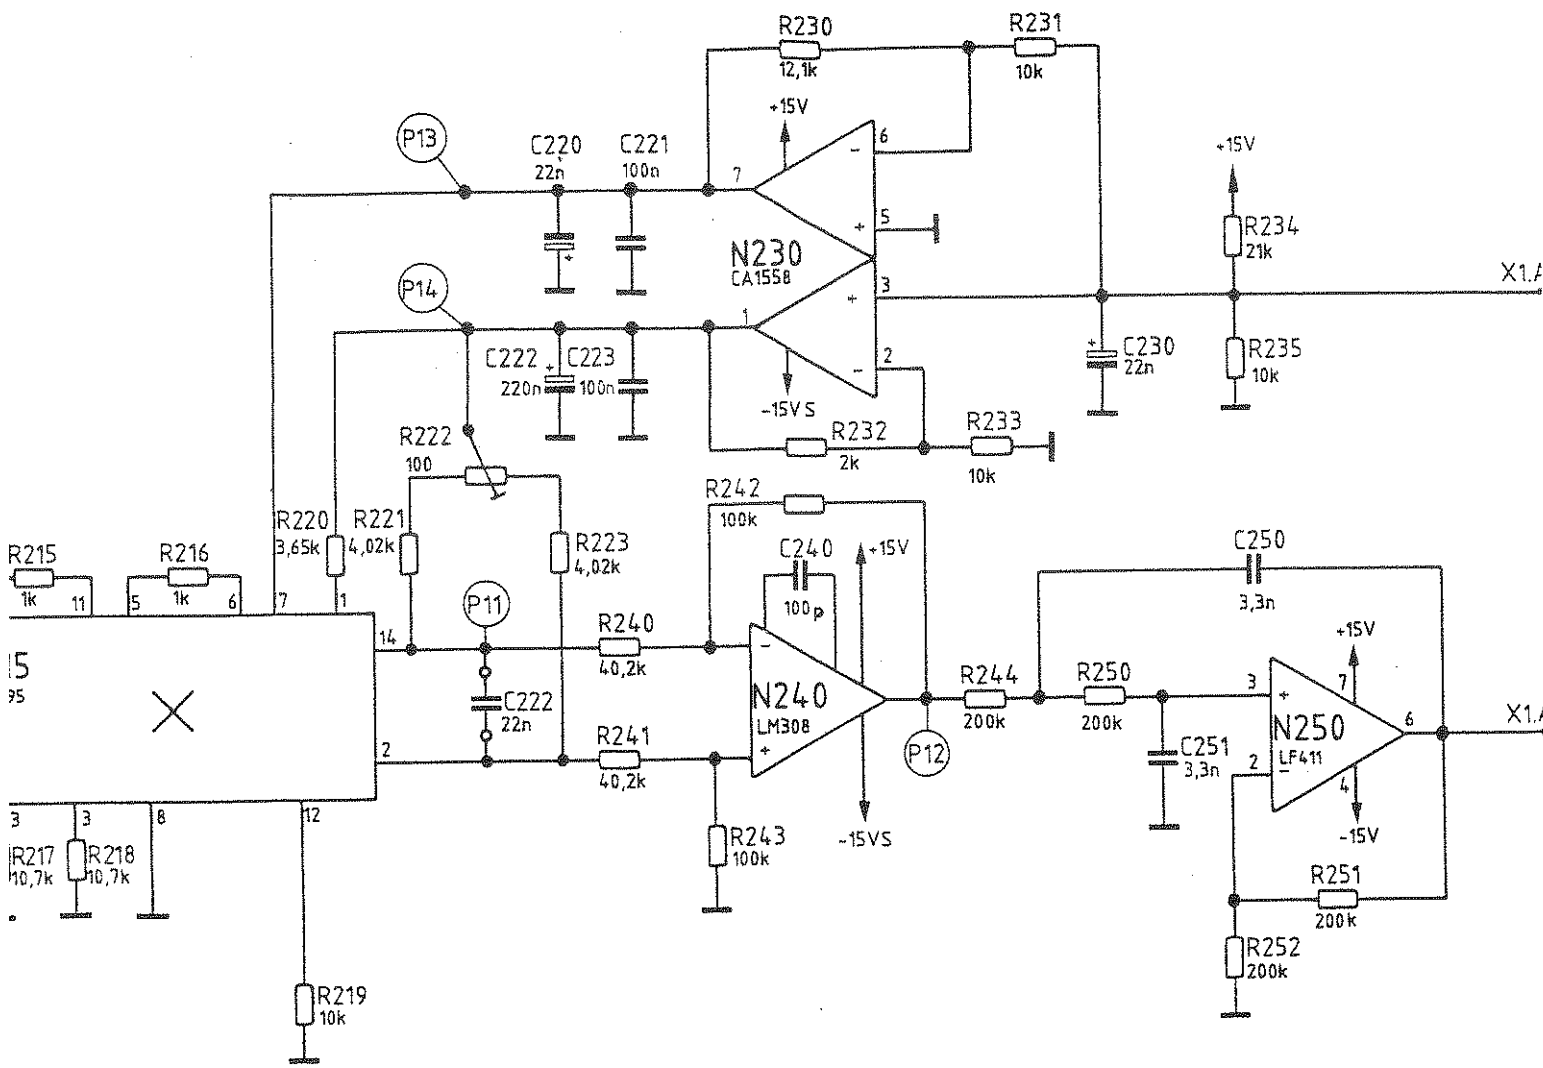 R230
12,1k
R231
10k
+15V
6
−
P13
C220
22n
C221
100n
7
5
+
N230
CA1558
+15V
R234
21k
X1.A
P14
3
+
1
C222
220n
+
C223
100n
2
−
-15VS
+
C230
22n
R235
10k
R222
100
R232
2k
R233
10k
R242
100k
R220
3,65k
R221
4,02k
R223
4,02k
C240
100p
+15V
C250
3,3n
R215
1k
11
R216
1k
5
6
7
1
P11
14
R240
40,2k
−
N240
LM308
+
R244
200k
R250
200k
+15V
7
3
+
N250
LF411
6
X1.A
15
95
C222
22n
2
R241
40,2k
P12
C251
3,3n
2
−
4
-15V
3
3
8
12
R217
10,7k
R218
10,7k
R243
100k
-15VS
R251
200k
R252
200k
R219
10k